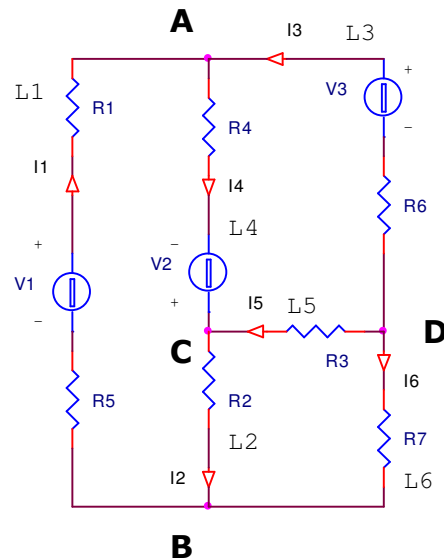 A
I3
L3
+
V3
−
L1
R1
R4
I1
I4
R6
L4
+
−
V2
V1
+
−
I5
L5
D
C
R3
I6
R5
R2
R7
L2
L6
I2
B